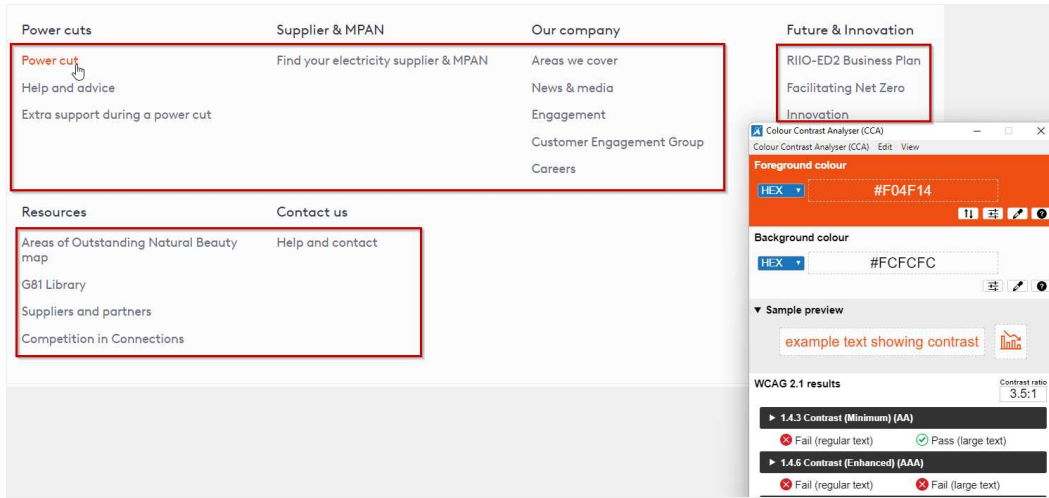 Power cuts
Supplier & MPAN
Our company
Future & Innovation
Power cut
Find your electricity supplier & MPAN
Areas we cover
RIIO-ED2 Business Plan
Help and advice
News & media
Facilitating Net Zero
Extra support during a power cut
Engagement
Innovation
Customer Engagement Group
Careers
Resources
Contact us
Areas of Outstanding Natural Beauty
map
Help and contact
G81 Library
Suppliers and partners
Competition in Connections
Colour Contrast Analyser (CCA)
Colour Contrast Analyser (CCA) Edit View
Foreground colour
HEX #F04F14
Background colour
HEX #FCFCFC
Sample preview
example text showing contrast
WCAG 2.1 results
Contrast ratio
3.5:1
1.4.3 Contrast (Minimum) (AA)
Fail (regular text) Pass (large text)
1.4.6 Contrast (Enhanced) (AAA)
Fail (regular text) Fail (large text)